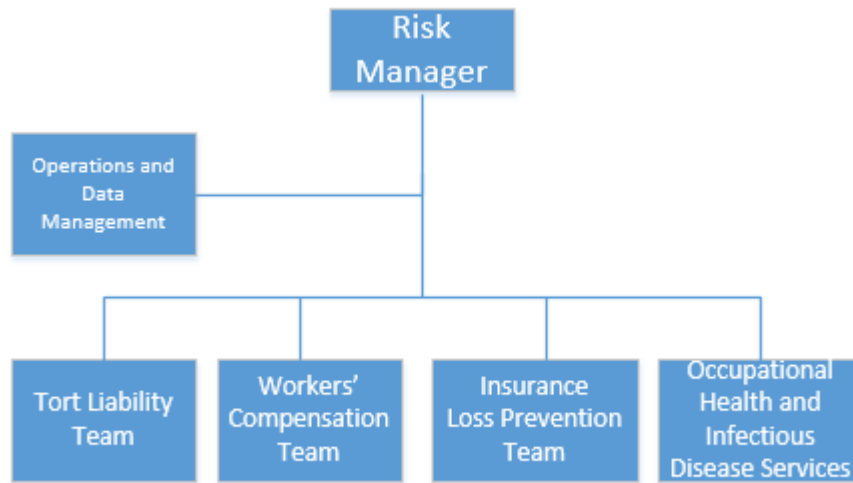 Risk
Manager
Operations and
Data
Management
Tort Liability
Team
Workers’
Compensation
Team
Insurance
Loss Prevention
Team
Occupational
Health and
Infectious
Disease Services